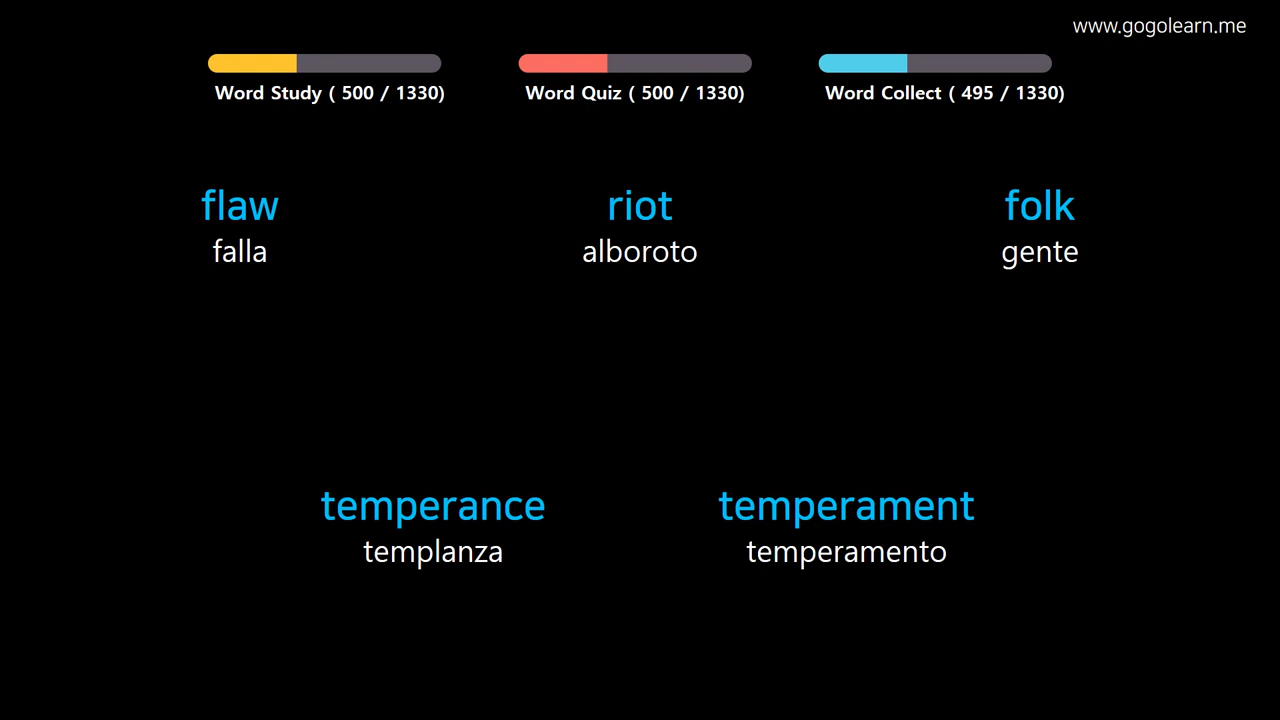 www.gogolearn.me
Word Study ( 500 / 1330)
Word Quiz ( 500 / 1330)
Word Collect ( 495 / 1330)
flaw
falla
riot
alboroto
folk
gente
temperance
templanza
temperament
temperamento